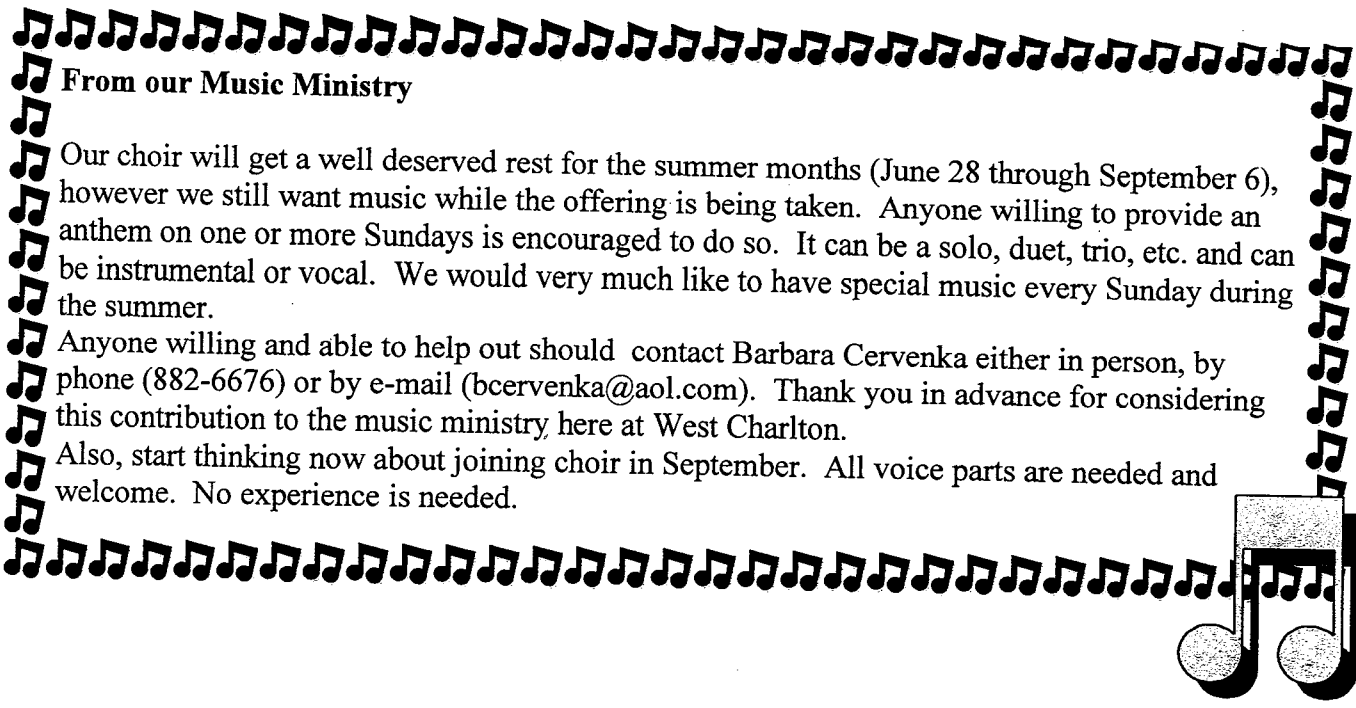 From our Music Ministry
Our choir will get a well deserved rest for the summer months (June 28 through September 6),
however we still want music while the offering is being taken. Anyone willing to provide an
anthem on one or more Sundays is encouraged to do so. It can be a solo, duet, trio, etc. and can
be instrumental or vocal. We would very much like to have special music every Sunday during
the summer.
Anyone willing and able to help out should contact Barbara Cervenka either in person, by
phone (882-6676) or by e-mail (bcervenka@aol.com). Thank you in advance for considering
this contribution to the music ministry here at West Charlton.
Also, start thinking now about joining choir in September. All voice parts are needed and
welcome. No experience is needed.